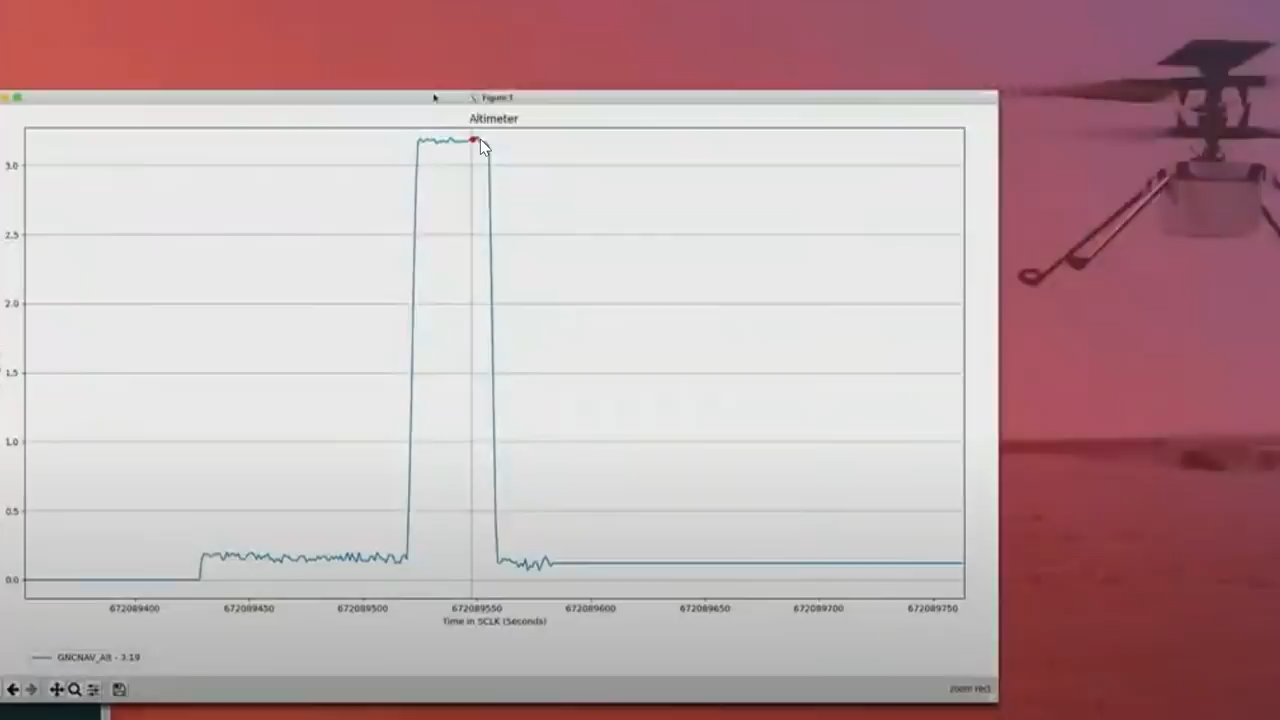 Figure 1
Altimeter
3.0
2.5
2.0
1.5
1.0
0.5
0.0
672089400 672089450 672089500 672089550 672089600 672089650 672089700 672089750
Time in SCLK (Seconds)
GNCNAV_Alt - 3.19
zoom rect